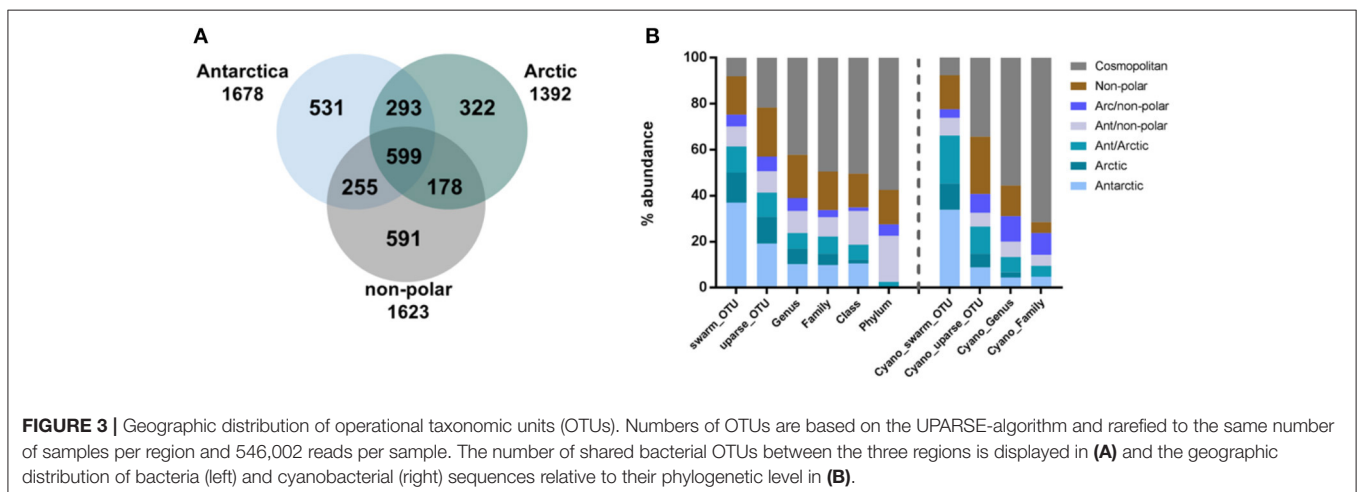 A
Antarctica
1678
Arctic
1392
531
293
322
599
255
178
591
non-polar
1623
B
100
80
60
40
20
0
% abundance
swarm_OTU
uparse_OTU
Genus
Family
Class
Phylum
Cyano_swarm_OTU
Cyano_uparse_OTU
Cyano_Genus
Cyano_Family
Cosmopolitan
Non-polar
Arc/non-polar
Ant/non-polar
Ant/Arctic
Arctic
Antarctic
FIGURE 3 | Geographic distribution of operational taxonomic units (OTUs). Numbers of OTUs are based on the UPARSE-algorithm and rarefied to the same number
of samples per region and 546,002 reads per sample. The number of shared bacterial OTUs between the three regions is displayed in (A) and the geographic
distribution of bacteria (left) and cyanobacterial (right) sequences relative to their phylogenetic level in (B).